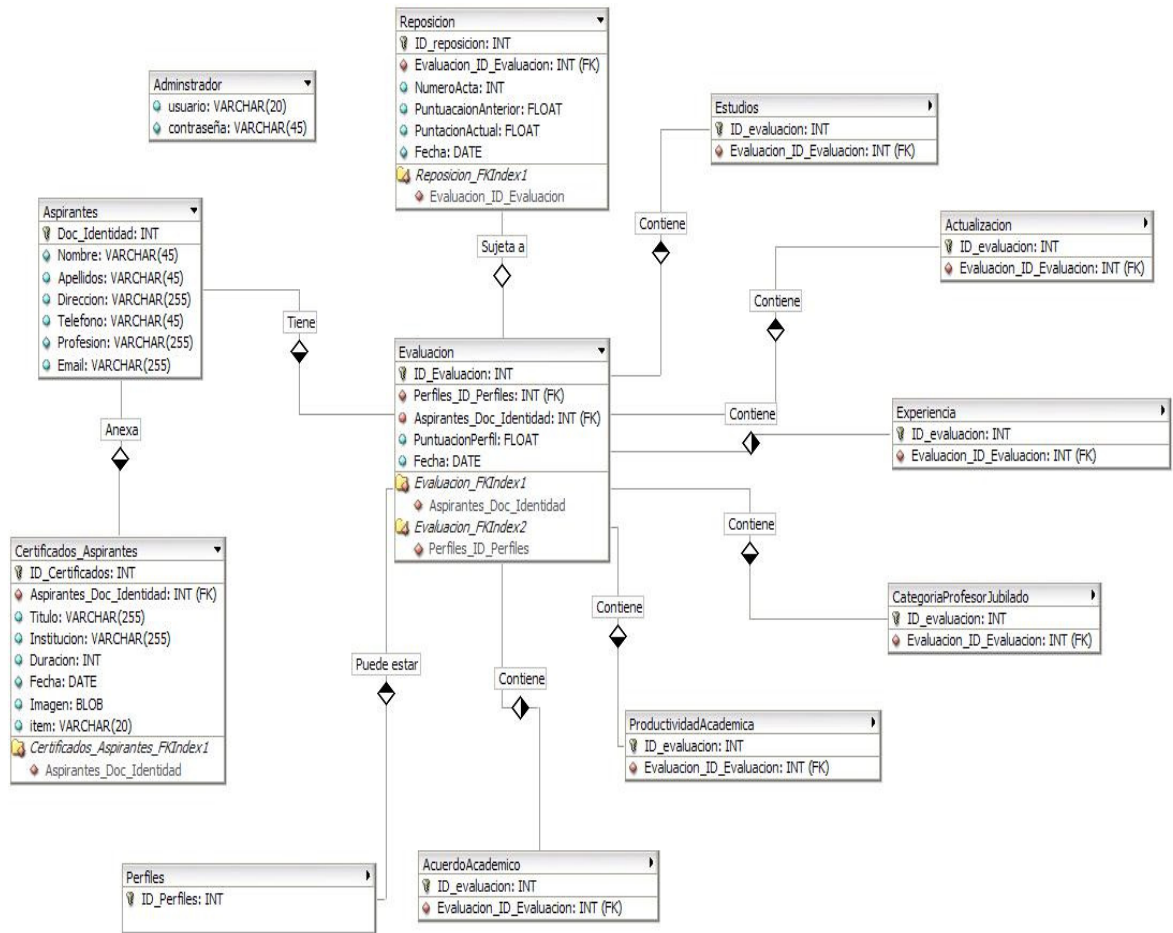 Reposicion
ID_reposicion: INT
Evaluacion_ID_Evaluacion: INT (FK)
NumeroActa: INT
PuntuacaionAnterior: FLOAT
PuntacionActual: FLOAT
Fecha: DATE
Reposicion_FKIndex1
Evaluacion_ID_Evaluacion
Adminstrador
usuario: VARCHAR(20)
contraseña: VARCHAR(45)
Estudios
ID_evaluacion: INT
Evaluacion_ID_Evaluacion: INT (FK)
Aspirantes
Doc_Identidad: INT
Nombre: VARCHAR(45)
Apellidos: VARCHAR(45)
Direccion: VARCHAR(255)
Telefono: VARCHAR(45)
Profesion: VARCHAR(255)
Email: VARCHAR(255)
Contiene
Sujeta a
Actualizacion
ID_evaluacion: INT
Evaluacion_ID_Evaluacion: INT (FK)
Contiene
Tiene
Evaluacion
ID_Evaluacion: INT
Perfiles_ID_Perfiles: INT (FK)
Aspirantes_Doc_Identidad: INT (FK)
PuntuacionPerfil: FLOAT
Fecha: DATE
Evaluacion_FKIndex1
Aspirantes_Doc_Identidad
Evaluacion_FKIndex2
Perfiles_ID_Perfiles
Contiene
Experiencia
ID_evaluacion: INT
Evaluacion_ID_Evaluacion: INT (FK)
Anexa
Contiene
Certificados_Aspirantes
ID_Certificados: INT
Aspirantes_Doc_Identidad: INT (FK)
Titulo: VARCHAR(255)
Institucion: VARCHAR(255)
Duracion: INT
Fecha: DATE
Imagen: BLOB
item: VARCHAR(20)
Certificados_Aspirantes_FKIndex1
Aspirantes_Doc_Identidad
CategoriaProfesorJubilado
ID_evaluacion: INT
Evaluacion_ID_Evaluacion: INT (FK)
Contiene
Puede estar
Contiene
ProductividadAcademica
ID_evaluacion: INT
Evaluacion_ID_Evaluacion: INT (FK)
Perfiles
ID_Perfiles: INT
AcuerdoAcademico
ID_evaluacion: INT
Evaluacion_ID_Evaluacion: INT (FK)